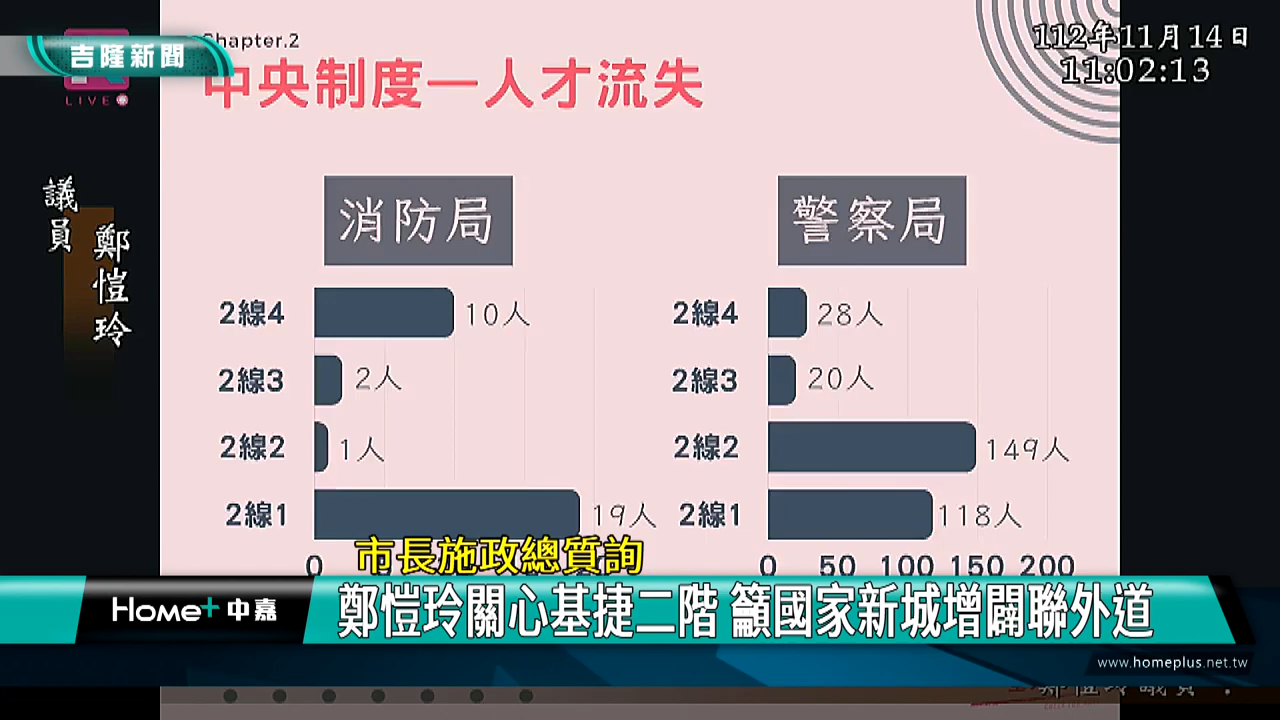 Chapter.2
吉隆新聞
LIVE
112年11月14日
11:02:13
中央制度一人才流失
議員
鄭愷玲
消防局
2線4 10人
2線3 2人
2線2 1人
2線1 19人
0
警察局
2線4 28人
2線3 20人
2線2 149人
2線1 118人
0 50 100 150 200
市長施政總質詢
Home+中嘉
鄭愷玲關心基捷二階 籲國家新城增闢聯外道
www.homeplus.net.tw